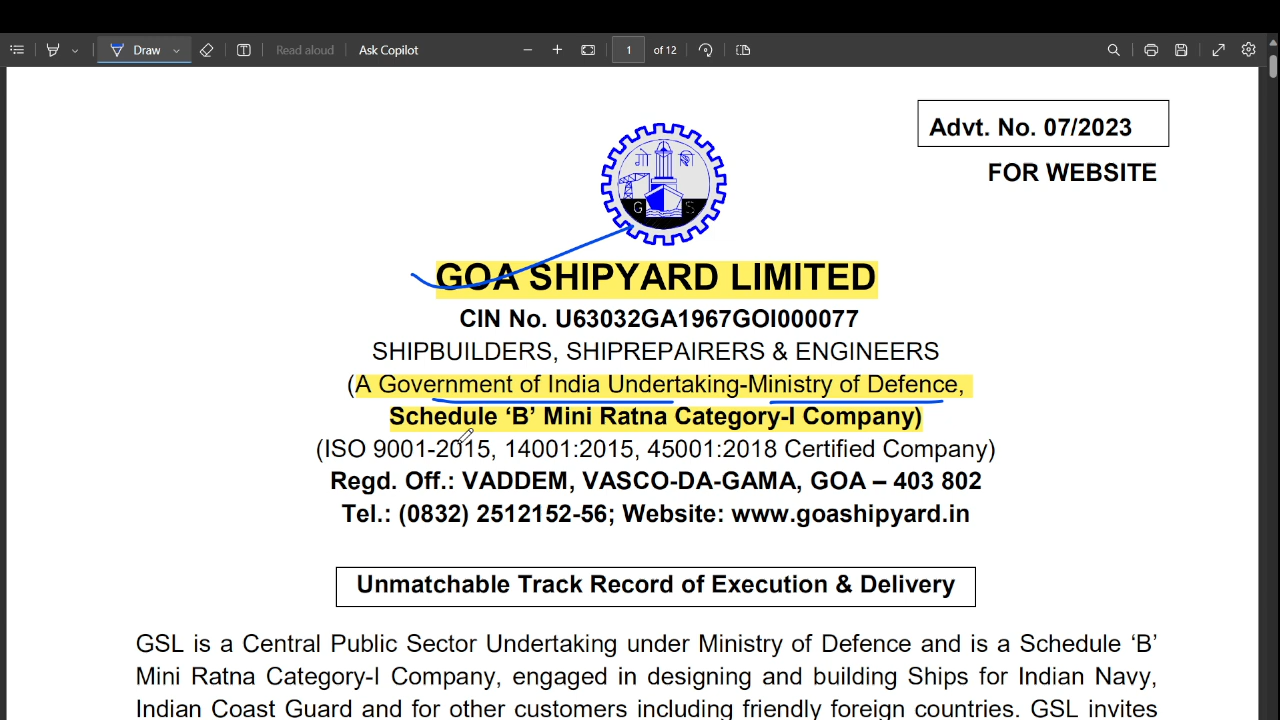 Draw
Read aloud
Ask Copilot
1
of 12
Advt. No. 07/2023
FOR WEBSITE
गो शि
G S
GOA SHIPYARD LIMITED
CIN No. U63032GA1967GOI000077
SHIPBUILDERS, SHIPREPAIRERS & ENGINEERS
(A Government of India Undertaking-Ministry of Defence,
Schedule ‘B’ Mini Ratna Category-I Company)
(ISO 9001-2015, 14001:2015, 45001:2018 Certified Company)
Regd. Off.: VADDEM, VASCO-DA-GAMA, GOA – 403 802
Tel.: (0832) 2512152-56; Website: www.goashipyard.in
Unmatchable Track Record of Execution & Delivery
GSL is a Central Public Sector Undertaking under Ministry of Defence and is a Schedule ‘B’
Mini Ratna Category-I Company, engaged in designing and building Ships for Indian Navy,
Indian Coast Guard and for other customers including friendly foreign countries. GSL invites